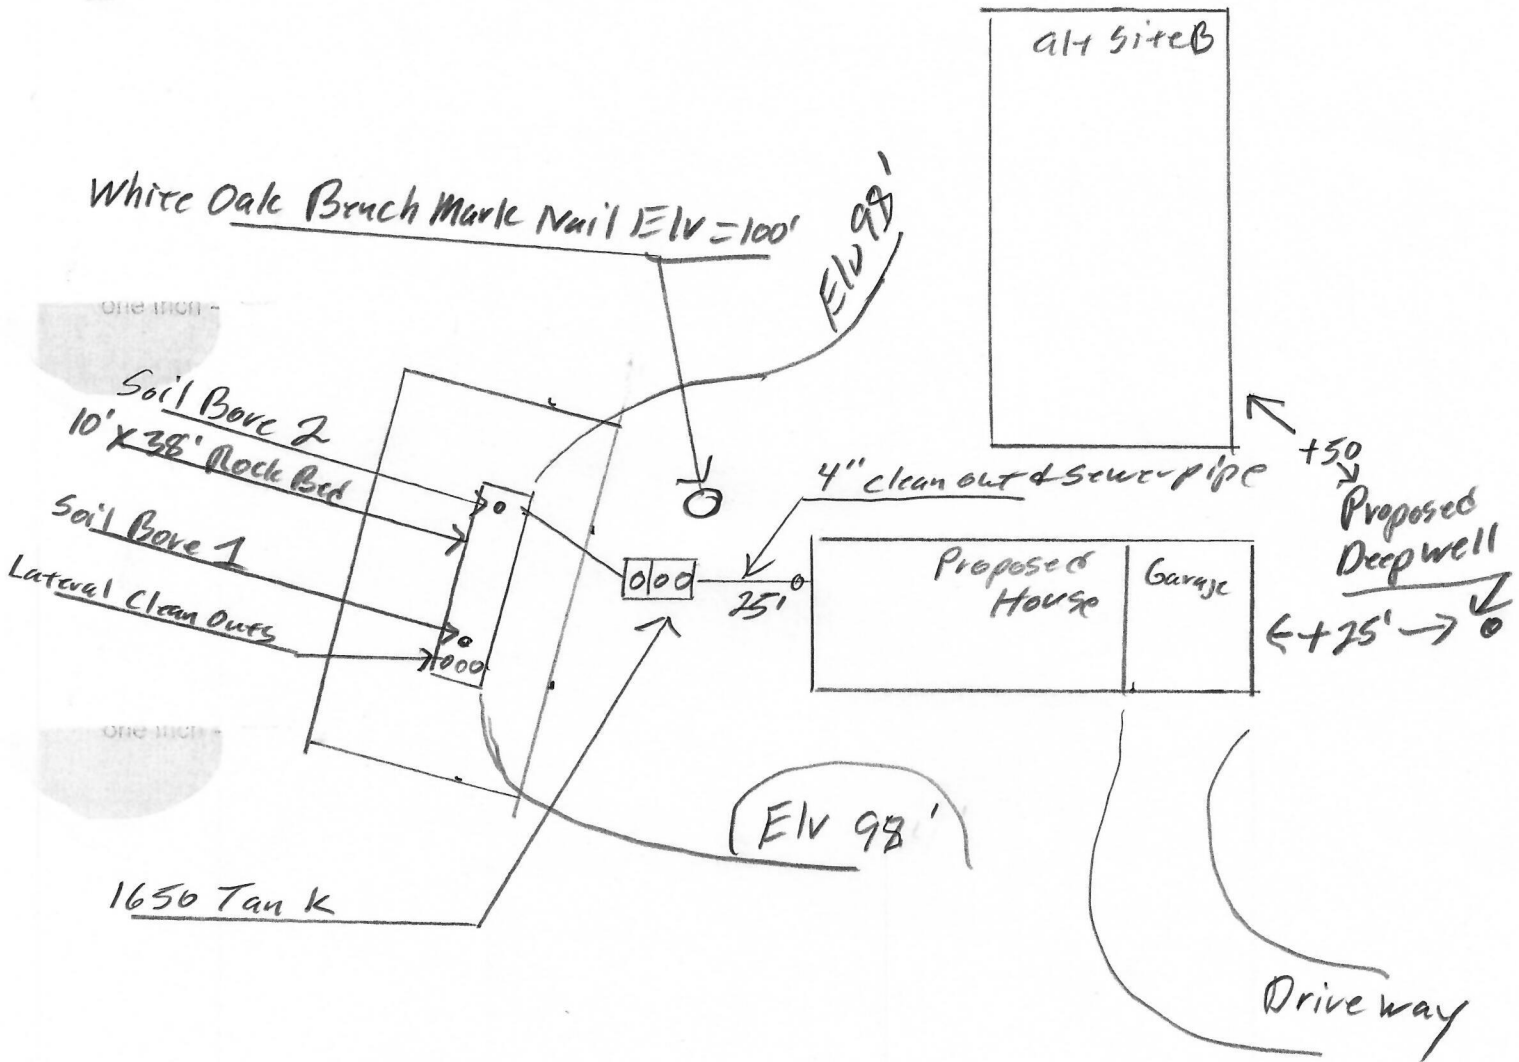 alt site B
White Oak Bench Mark Nail Elv = 100'
Elv 98'
one inch -
Soil Bore 2
10' x 38' Rock Bed
Soil Bore 1
Lateral Clean Outs
4" clean out & sewer pipe
25'
+50
Proposed
Deepwell
Proposed
House
Garage
+25'
one inch -
Elv 98'
1650 Tank
Driveway